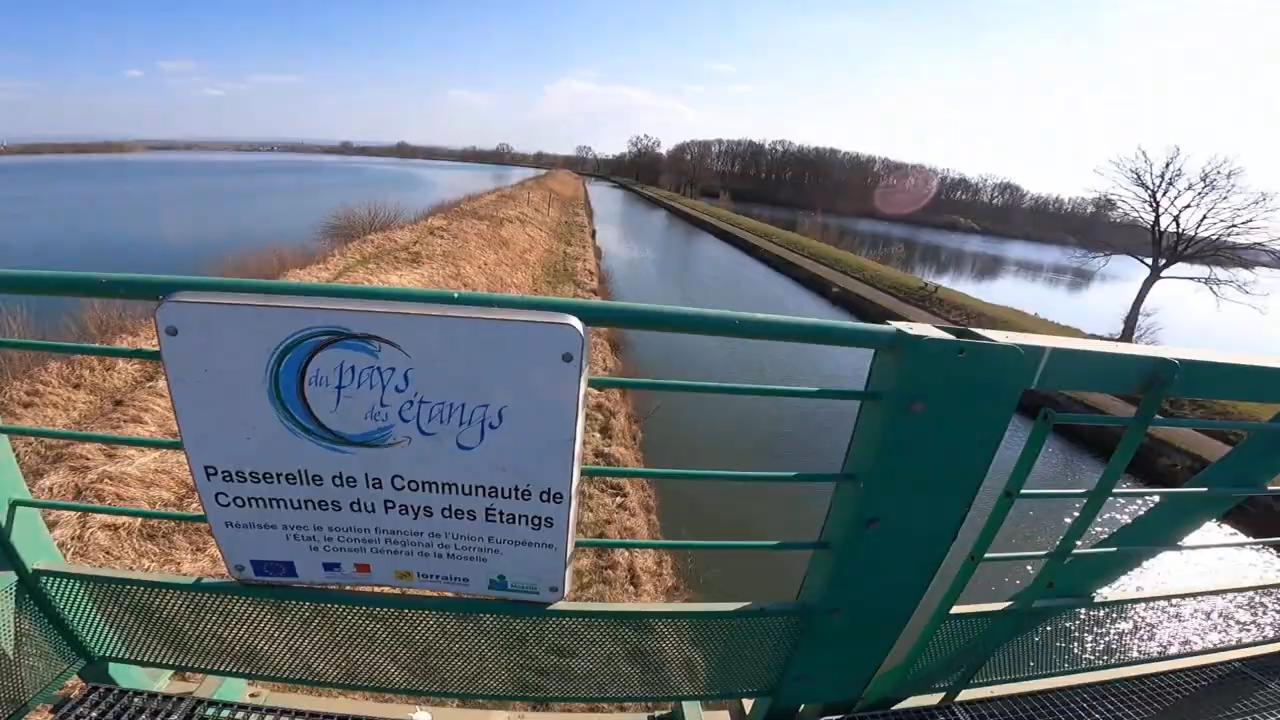 du pays
des étangs
Passerelle de la Communauté de
Communes du Pays des Étangs
Réalisée avec le soutien financier de l'Union Européenne,
l'État, le Conseil Régional de Lorraine,
le Conseil Général de la Moselle
lorraine
Moselle